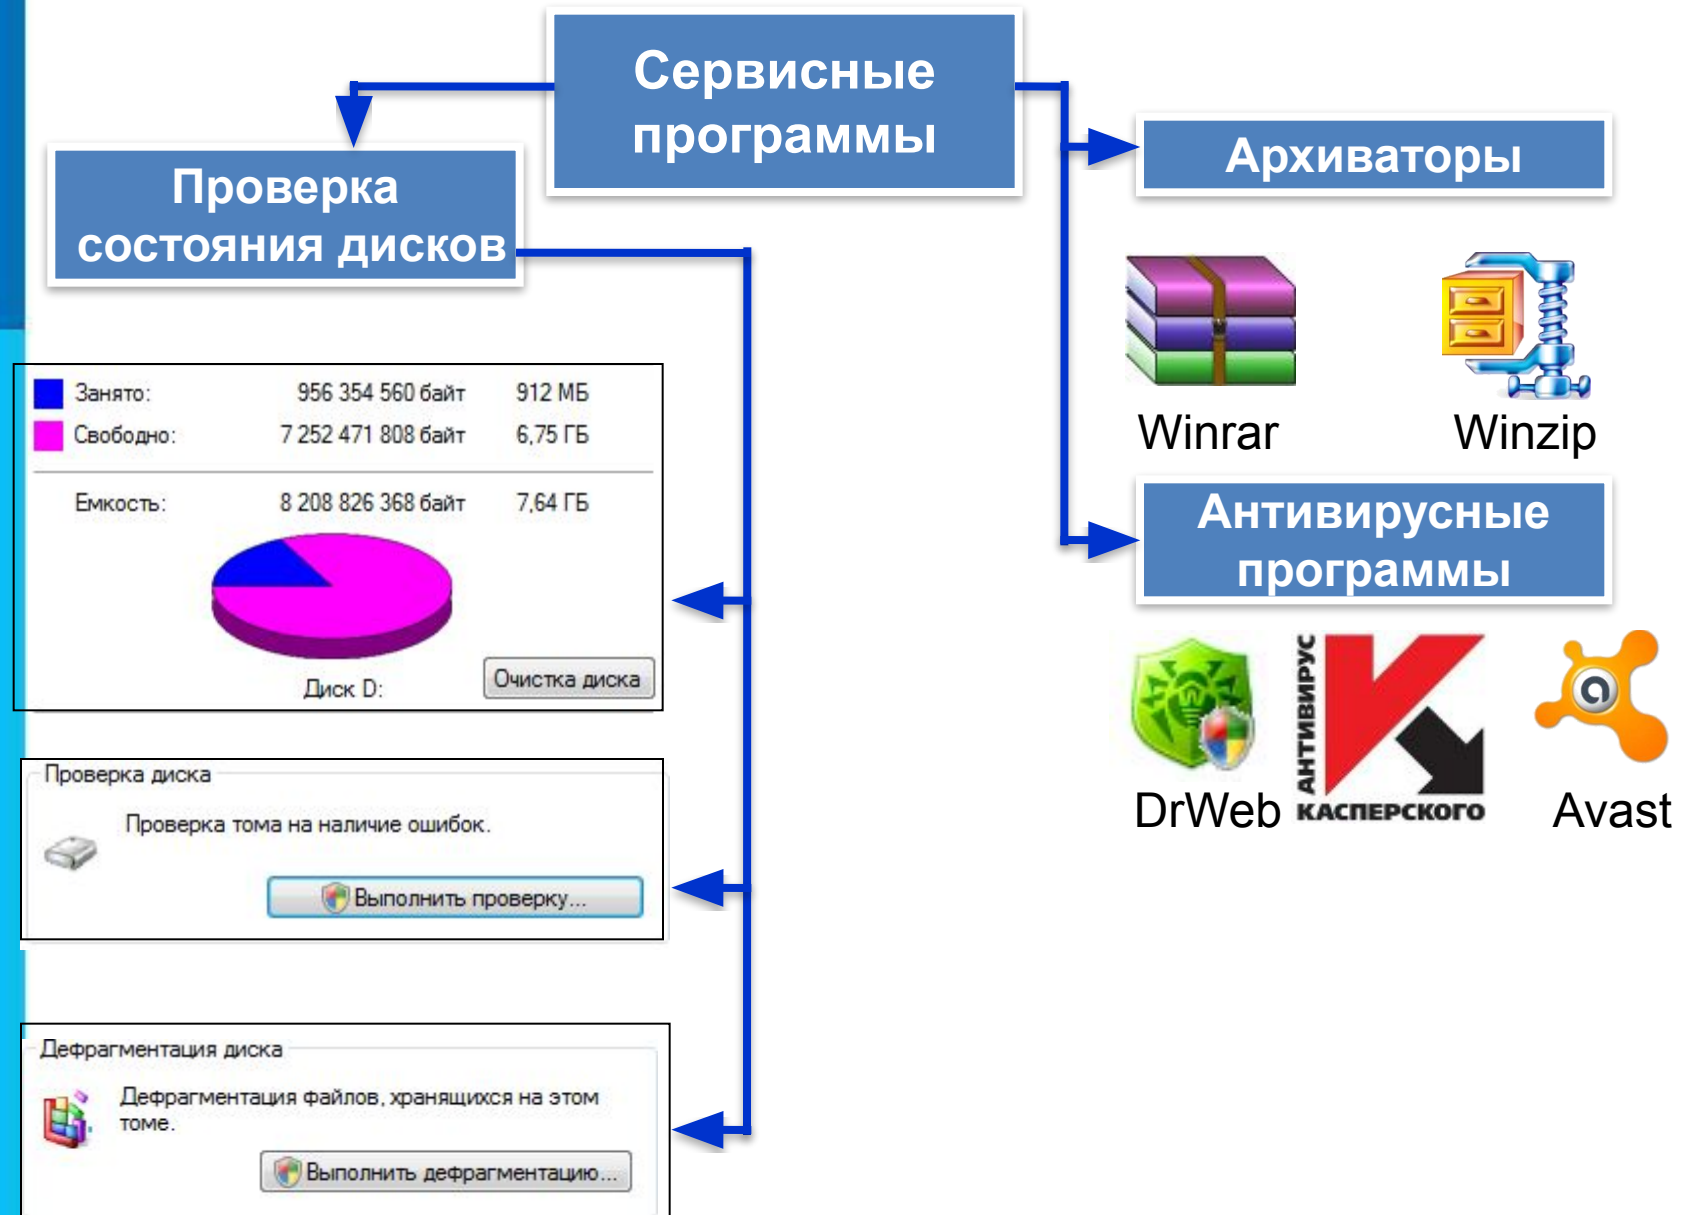 Сервисные
программы
Проверка
состояния дисков
Занято: 956 354 560 байт 912 МБ
Свободно: 7 252 471 808 байт 6,75 ГБ
Емкость: 8 208 826 368 байт 7,64 ГБ
Диск D:
Очистка диска
Проверка диска
Проверка тома на наличие ошибок.
Выполнить проверку...
Дефрагментация диска
Дефрагментация файлов, хранящихся на этом
томе.
Выполнить дефрагментацию...
Архиваторы
Winrar
Winzip
Антивирусные
программы
DrWeb
АНТИВИРУС
КАСПЕРСКОГО
a
Avast